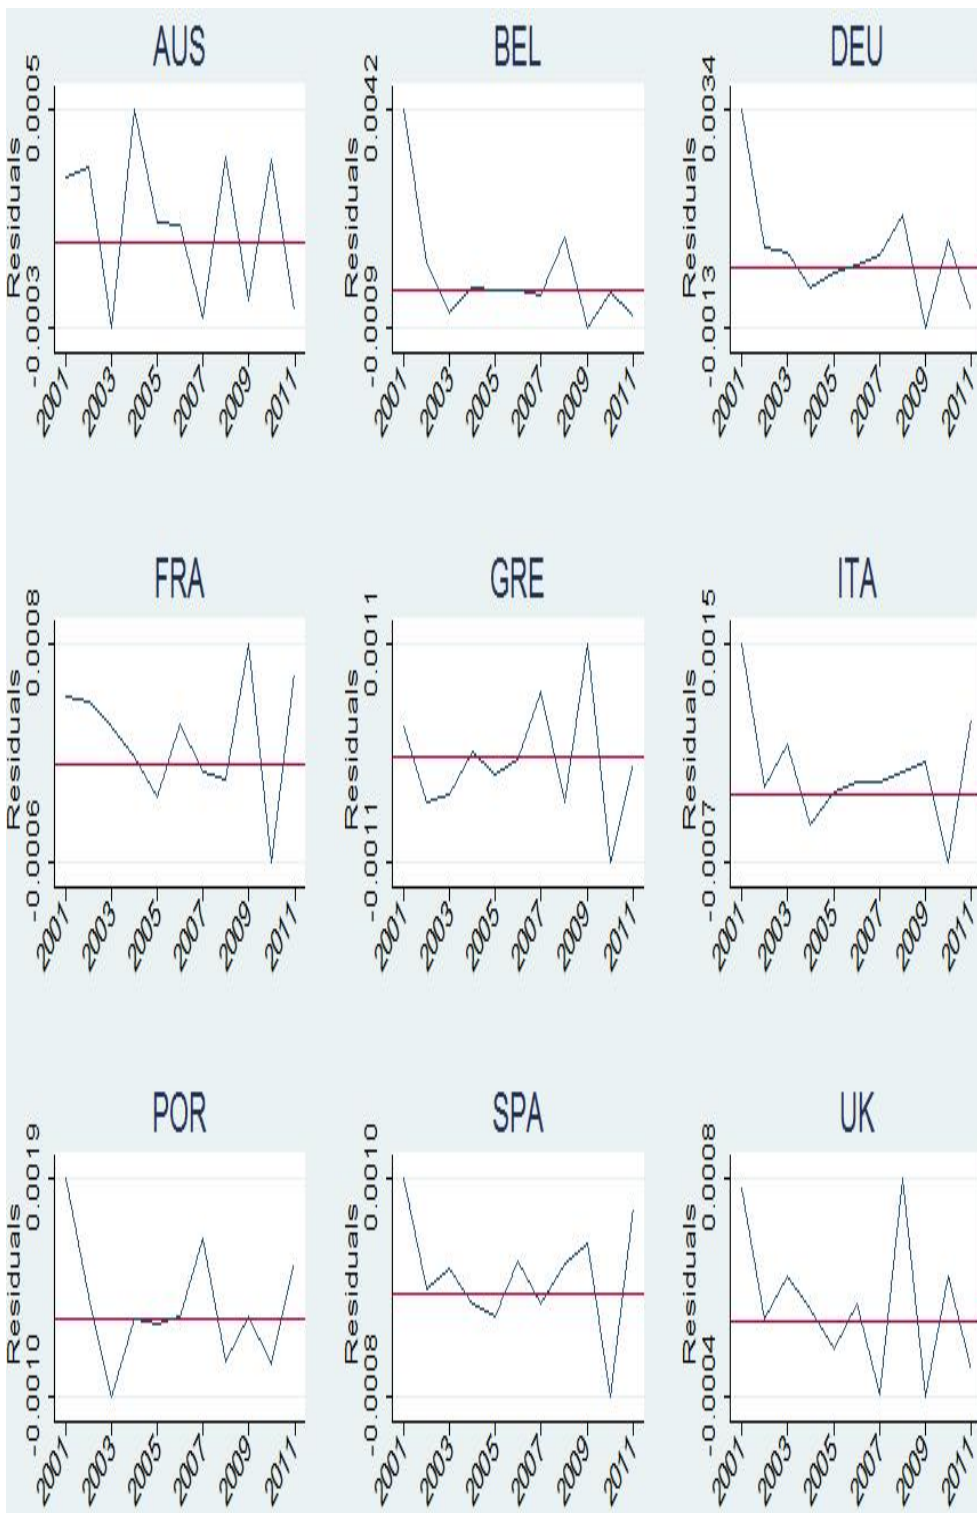 AUS
Residuals
-0.0003 0.0005
2001 2003 2005 2007 2009 2011
BEL
Residuals
-0.0009 0.0042
2001 2003 2005 2007 2009 2011
DEU
Residuals
-0.0013 0.0034
2001 2003 2005 2007 2009 2011
FRA
Residuals
-0.0006 0.0008
2001 2003 2005 2007 2009 2011
GRE
Residuals
-0.0011 0.0011
2001 2003 2005 2007 2009 2011
ITA
Residuals
-0.0007 0.0015
2001 2003 2005 2007 2009 2011
POR
Residuals
-0.0010 0.0019
2001 2003 2005 2007 2009 2011
SPA
Residuals
-0.0008 0.0010
2001 2003 2005 2007 2009 2011
UK
Residuals
-0.0004 0.0008
2001 2003 2005 2007 2009 2011